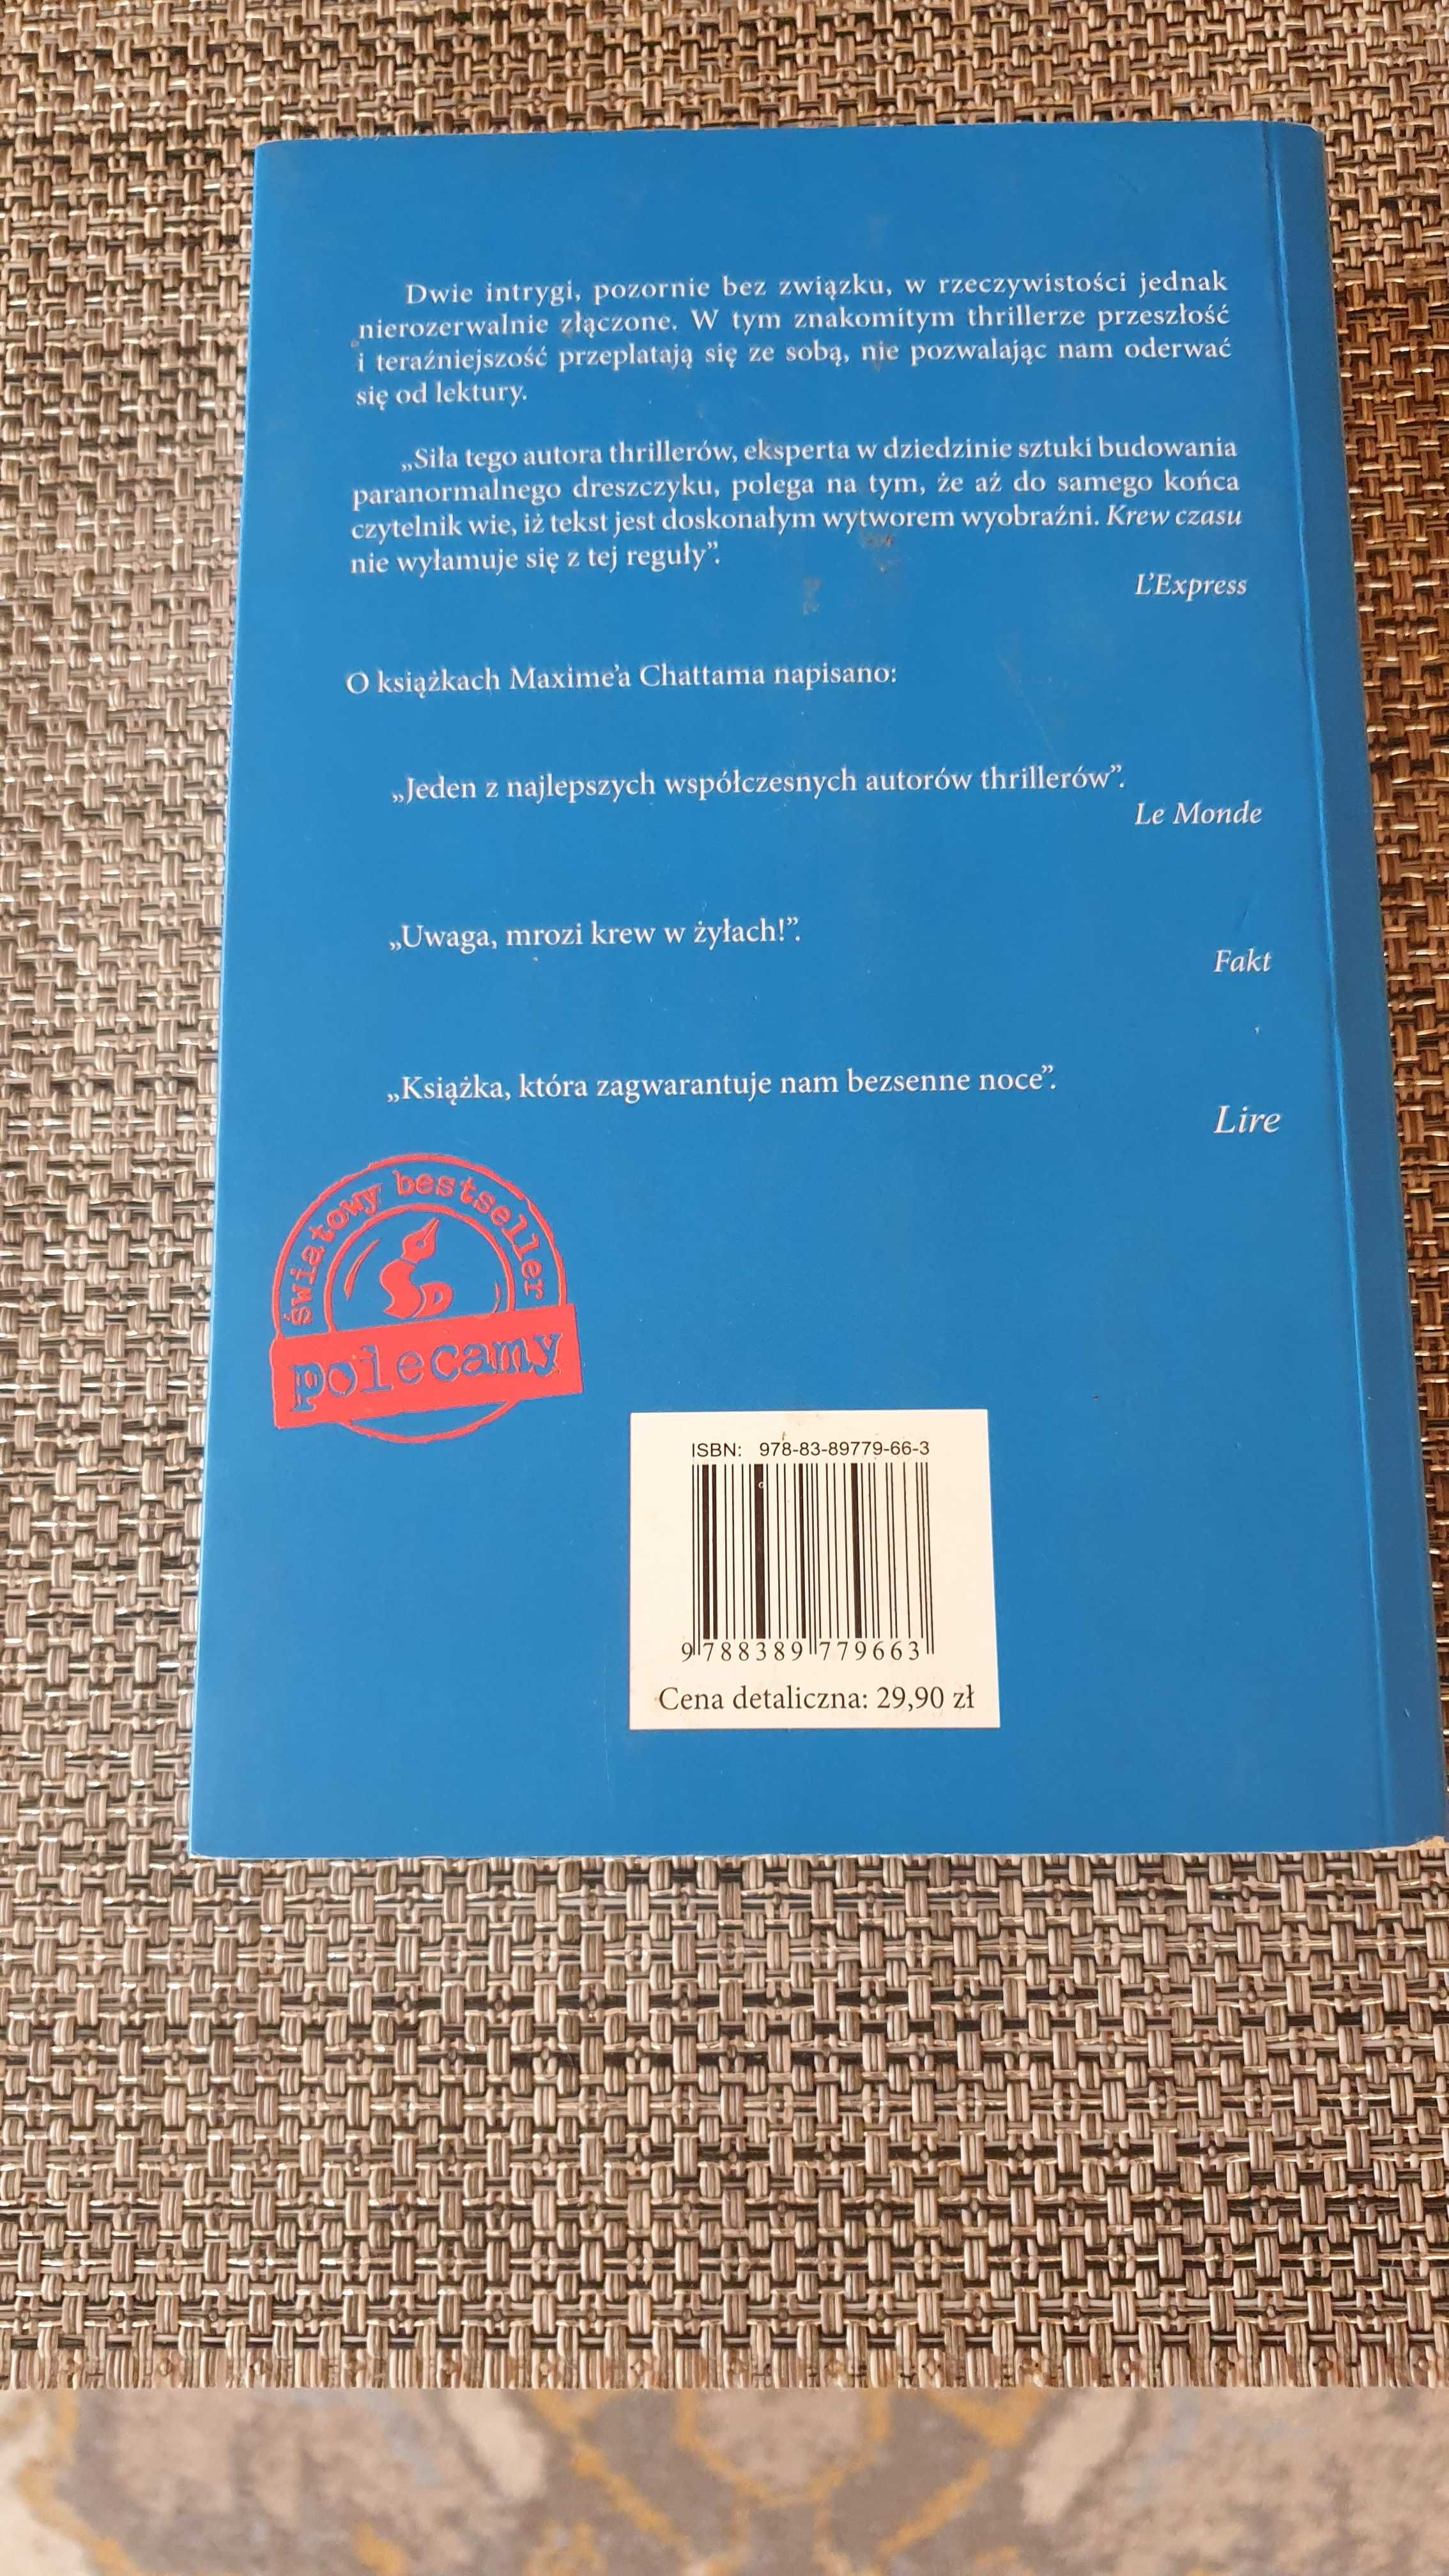 Dwie intrygi, pozornie bez związku, w rzeczywistości jednak
nierozerwalnie złączone. W tym znakomitym thrillerze przeszłość
i teraźniejszość przeplatają się ze sobą, nie pozwalając nam oderwać
się od lektury.
„Siła tego autora thrillerów, eksperta w dziedzinie sztuki budowania
paranormalnego dreszczyku, polega na tym, że aż do samego końca
czytelnik wie, iż tekst jest doskonałym wytworem wyobraźni. Krew czasu
nie wyłamuje się z tej reguły”.
L’Express
O książkach Maxime’a Chattama napisano:
„Jeden z najlepszych współczesnych autorów thrillerów”.
Le Monde
„Uwaga, mrozi krew w żyłach!”.
Fakt
„Książka, która zagwarantuje nam bezsenne noce”.
Lire
światowy bestseller
SD
polecamy
ISBN: 978-83-89779-66-3
9 788389 779663
Cena detaliczna: 29,90 zł